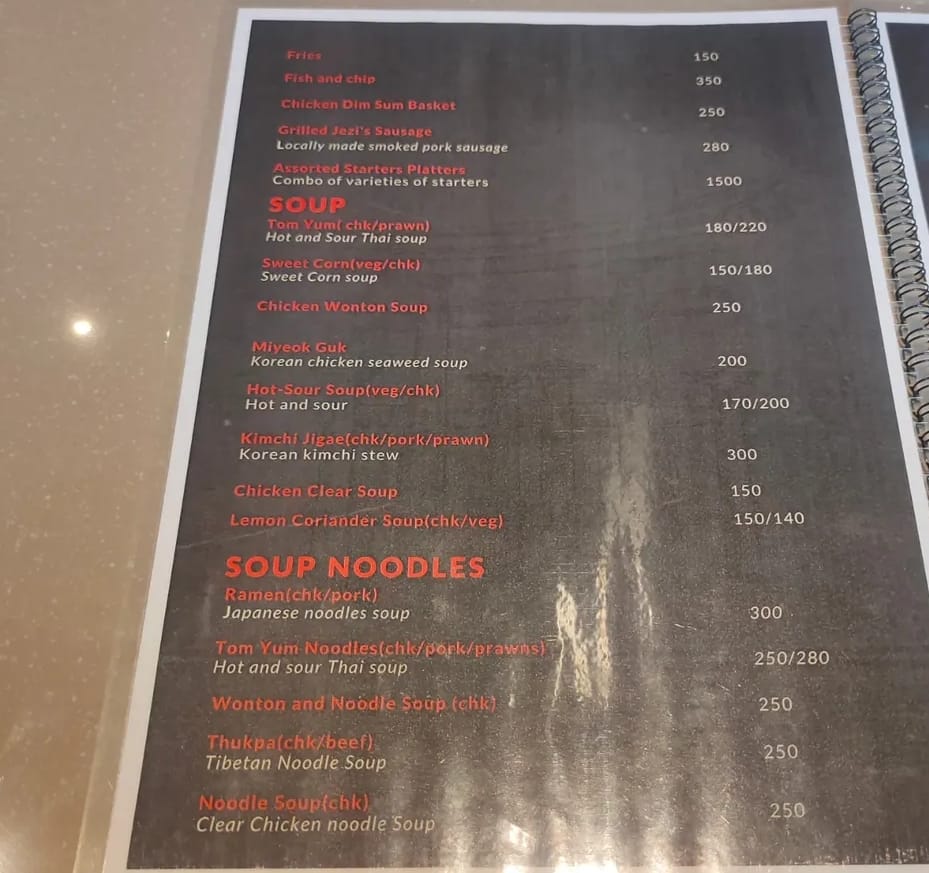 Fries 150
Fish and chip 350
Chicken Dim Sum Basket 250
Grilled Jezi's Sausage
Locally made smoked pork sausage 280
Assorted Starters Platters
Combo of varieties of starters 1500
SOUP
Tom Yum( chk/prawn) 180/220
Hot and Sour Thai soup
Sweet Corn(veg/chk) 150/180
Sweet Corn soup
Chicken Wonton Soup 250
Miyeok Guk
Korean chicken seaweed soup 200
Hot-Sour Soup(veg/chk)
Hot and sour 170/200
Kimchi Jigae(chk/pork/prawn)
Korean kimchi stew 300
Chicken Clear Soup 150
Lemon Coriander Soup(chk/veg) 150/140
SOUP NOODLES
Ramen(chk/pork)
Japanese noodles soup 300
Tom Yum Noodles(chk/pork/prawns)
Hot and sour Thai soup 250/280
Wonton and Noodle Soup (chk) 250
Thukpa(chk/beef) 250
Tibetan Noodle Soup
Noodle Soup(chk) 250
Clear Chicken noodle Soup